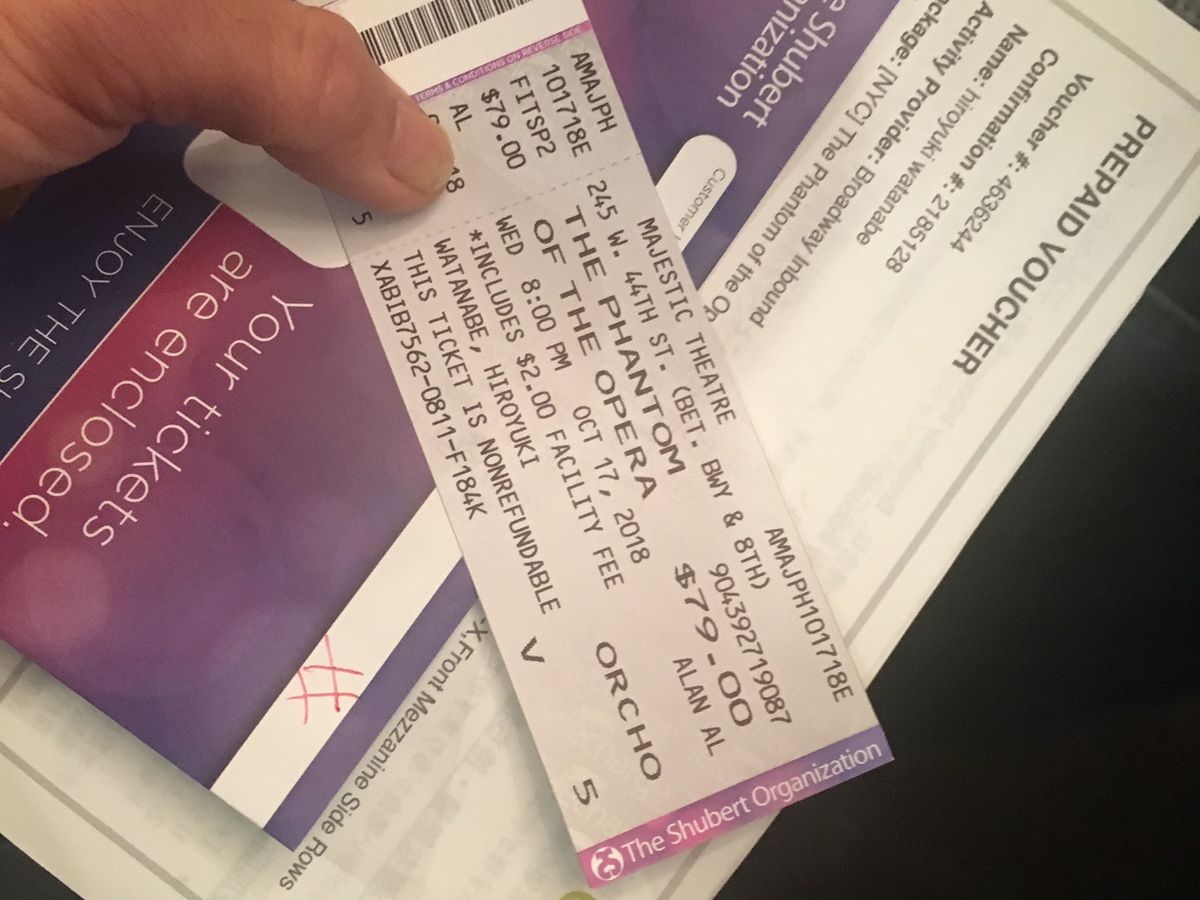 TERMS & CONDITIONS ON REVERSE SIDE
AMAJPH
101718E
FITSP2
$79.00
AL
18
5
MAJESTIC THEATRE
AMAJPH101718E
245 W. 44TH ST. (BET. BWY & 8TH)
904392719087
THE PHANTOM
$79.00
ALAN AL
OF THE OPERA
WED 8:00 PM OCT 17, 2018
*INCLUDES $2.00 FACILITY FEE
ORCHO
5
WATANABE, HIROYUKI
THIS TICKET IS NONREFUNDABLE
V
XABIB7562-0811-F184K
The Shubert Organization
PREPAID VOUCHER
Voucher #: 4636244
Confirmation #: 2185128
Name: hiroyuki watanabe
Activity Provider: Broadway Inbound
ackage: [NYC] The Phantom of the Op
e Shubert
nization
Customer
Your tickets
are enclosed.
ENJOY THE S
-X,Front Mezzanine Side Rows